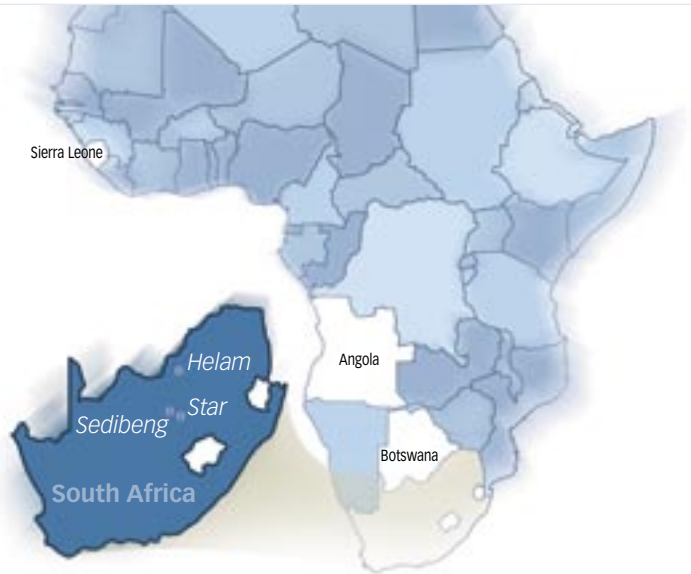 Sierra Leone
Helam
Angola
Star
Sedibeng
Botswana
South Africa